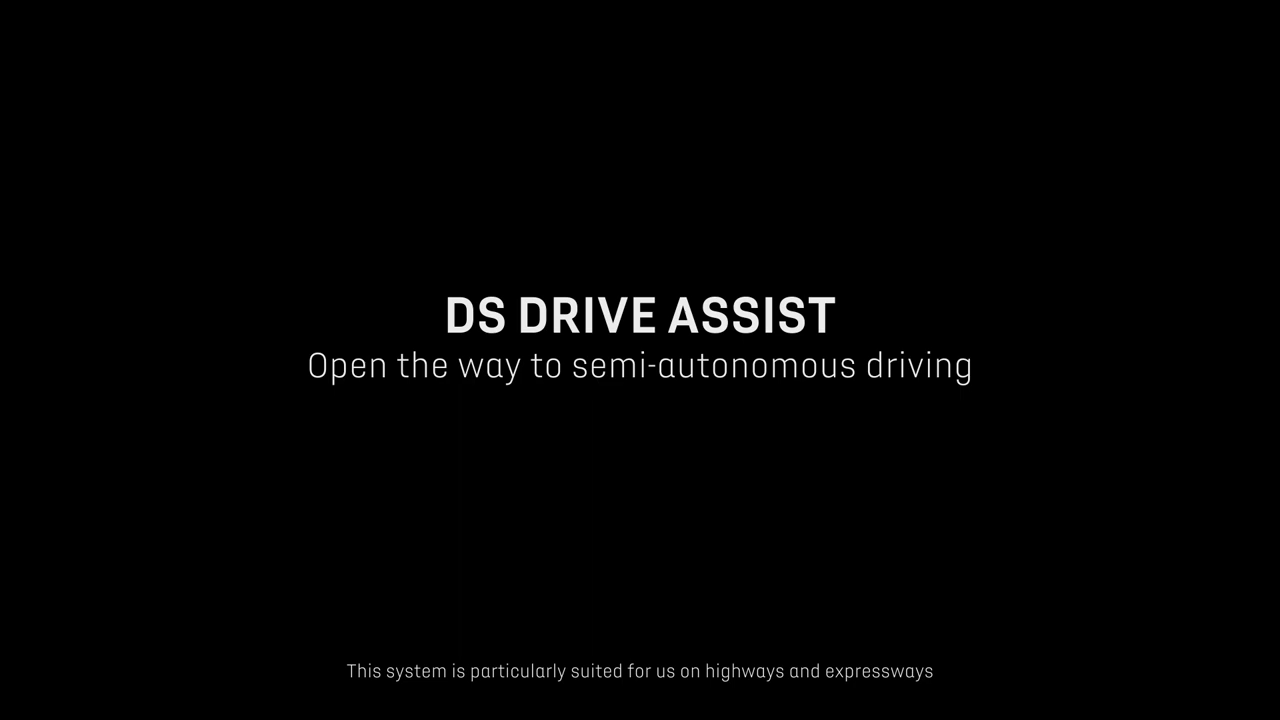 DS DRIVE ASSIST
Open the way to semi-autonomous driving
This system is particularly suited for us on highways and expressways